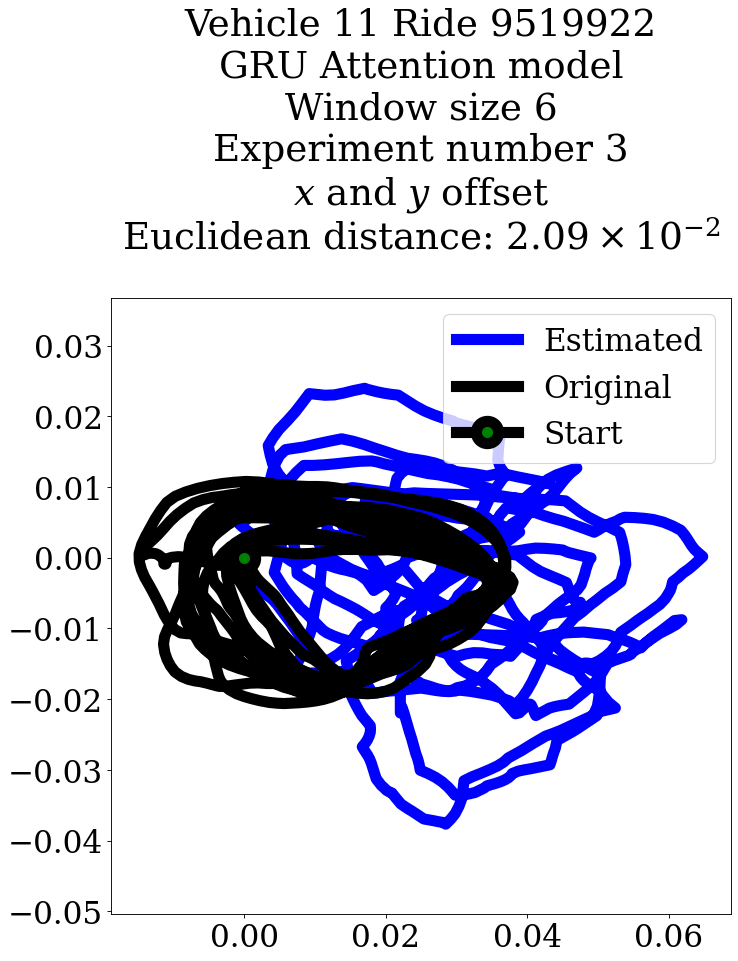 Vehicle 11 Ride 9519922
GRU Attention model
Window size 6
Experiment number 3
x and y offset
Euclidean distance: 2.09 × 10⁻²
Estimated
Original
Start
0.03
0.02
0.01
0.00
−0.01
−0.02
−0.03
−0.04
−0.05
0.00 0.02 0.04 0.06